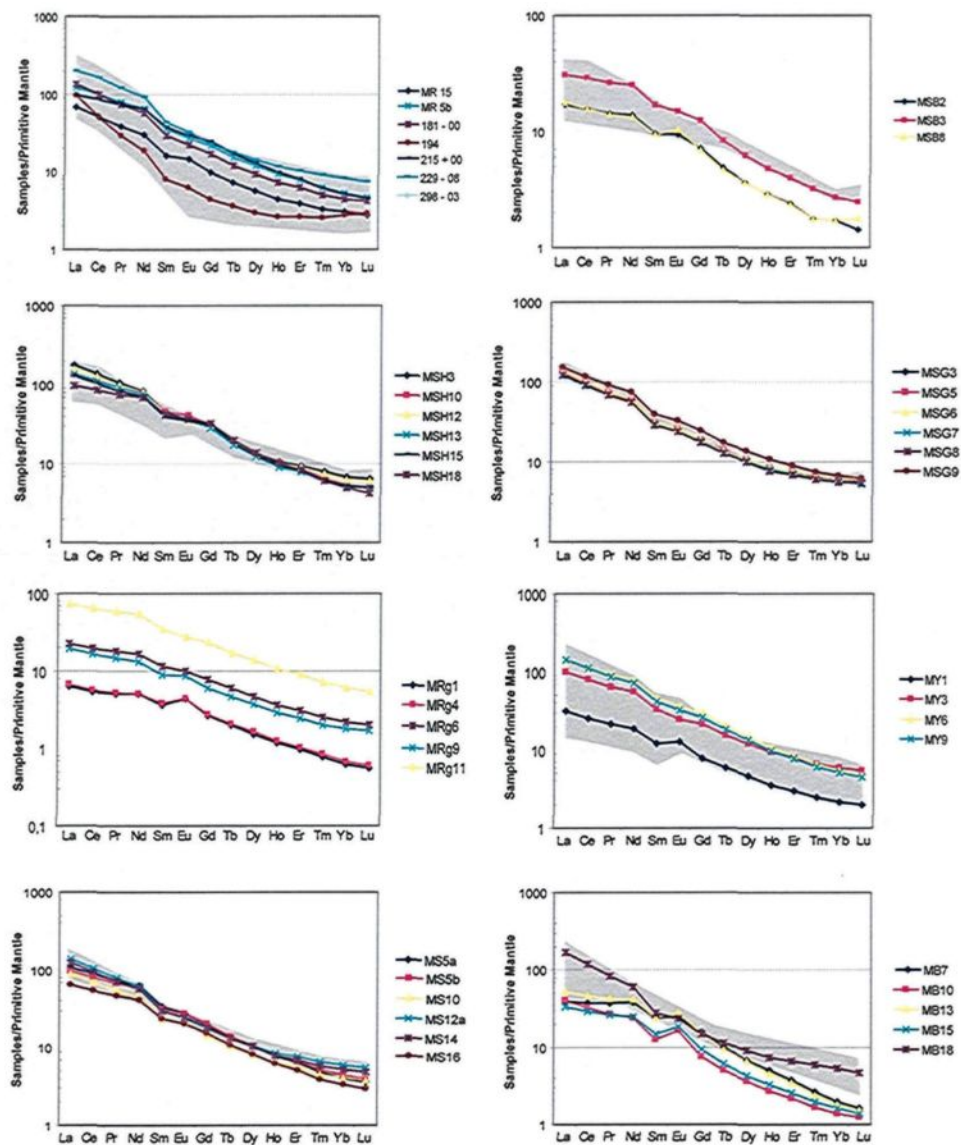 Samples/Primitive Mantle
1000
100
10
1
La Ce Pr Nd Sm Eu Gd Tb Dy Ho Er Tm Yb Lu
MR 15
MR 5b
181 - 00
194
215 + 00
229 - 06
298 - 03
Samples/Primitive Mantle
100
10
1
La Ce Pr Nd Sm Eu Gd Tb Dy Ho Er Tm Yb Lu
MSB2
MSB3
MSB8
Samples/Primitive Mantle
1000
100
10
1
La Ce Pr Nd Sm Eu Gd Tb Dy Ho Er Tm Yb Lu
MSH3
MSH10
MSH12
MSH13
MSH15
MSH18
Samples/Primitive Mantle
1000
100
10
1
La Ce Pr Nd Sm Eu Gd Tb Dy Ho Er Tm Yb Lu
MSG3
MSG5
MSG6
MSG7
MSG8
MSG9
Samples/Primitive Mantle
100
10
1
0,1
La Ce Pr Nd Sm Eu Gd Tb Dy Ho Er Tm Yb Lu
MRg1
MRg4
MRg6
MRg9
MRg11
Samples/Primitive Mantle
1000
100
10
1
La Ce Pr Nd Sm Eu Gd Tb Dy Ho Er Tm Yb Lu
MY1
MY3
MY6
MY9
Samples/Primitive Mantle
1000
100
10
1
La Ce Pr Nd Sm Eu Gd Tb Dy Ho Er Tm Yb Lu
MS5a
MS5b
MS10
MS12a
MS14
MS16
Samples/Primitive Mantle
1000
100
10
1
La Ce Pr Nd Sm Eu Gd Tb Dy Ho Er Tm Yb Lu
MB7
MB10
MB13
MB15
MB18